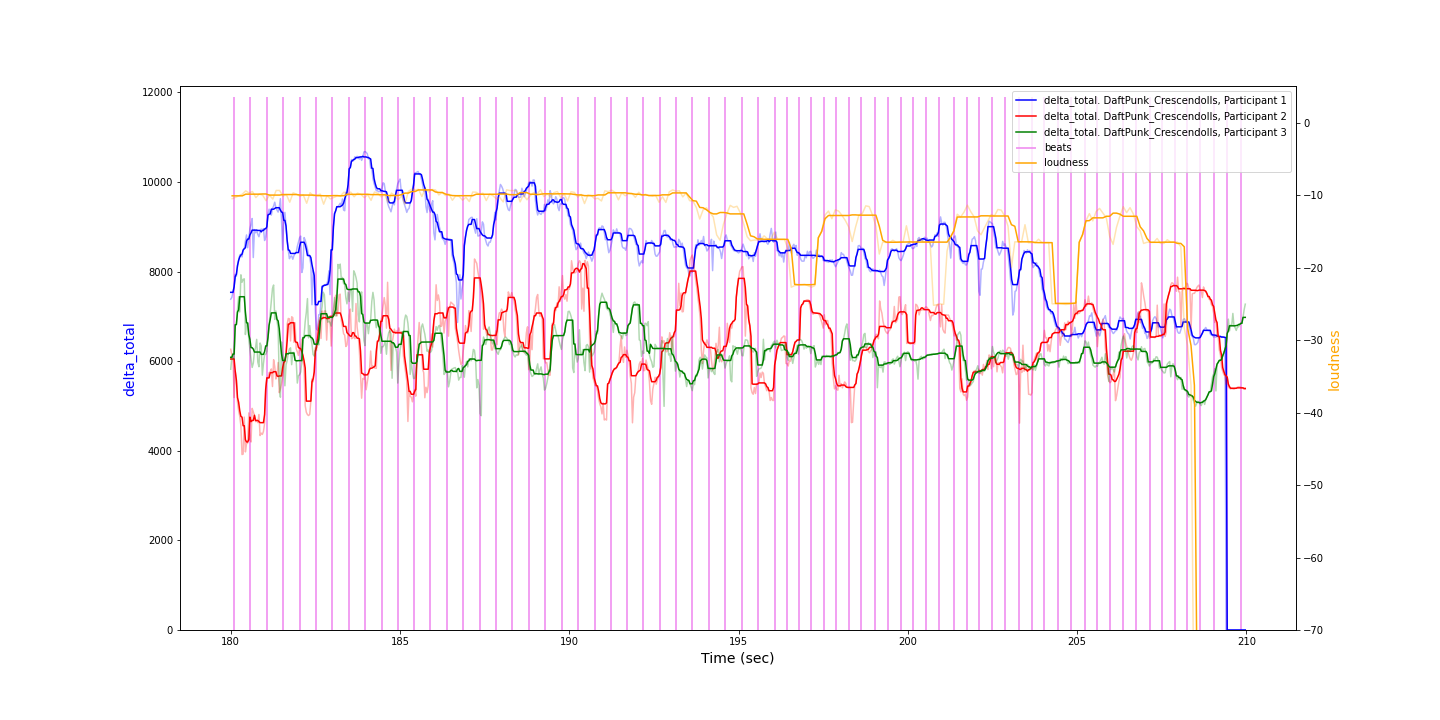 12000
10000
8000
6000
4000
2000
0
delta_total
delta_total. DaftPunk_Crescendolls, Participant 1
delta_total. DaftPunk_Crescendolls, Participant 2
delta_total. DaftPunk_Crescendolls, Participant 3
beats
loudness
0
−10
−20
−30
−40
−50
−60
−70
loudness
180 185 190 195 200 205 210
Time (sec)